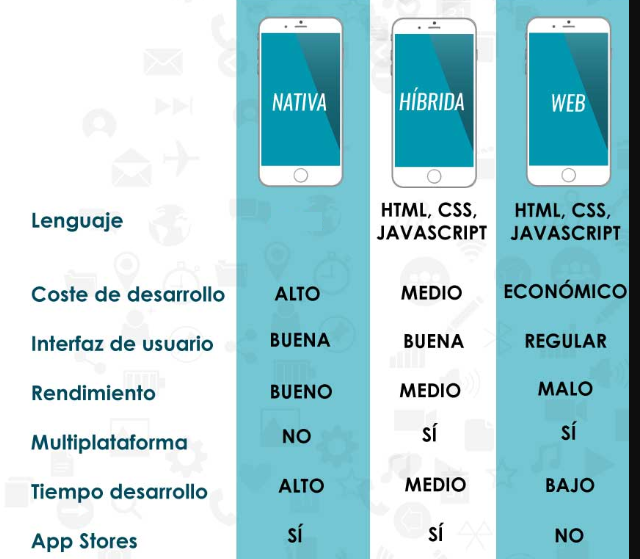 NATIVA HÍBRIDA WEB
Lenguaje HTML, CSS, JAVASCRIPT HTML, CSS, JAVASCRIPT
Coste de desarrollo ALTO MEDIO ECONÓMICO
Interfaz de usuario BUENA BUENA REGULAR
Rendimiento BUENO MEDIO MALO
Multiplataforma NO SÍ SÍ
Tiempo desarrollo ALTO MEDIO BAJO
App Stores SÍ SÍ NO